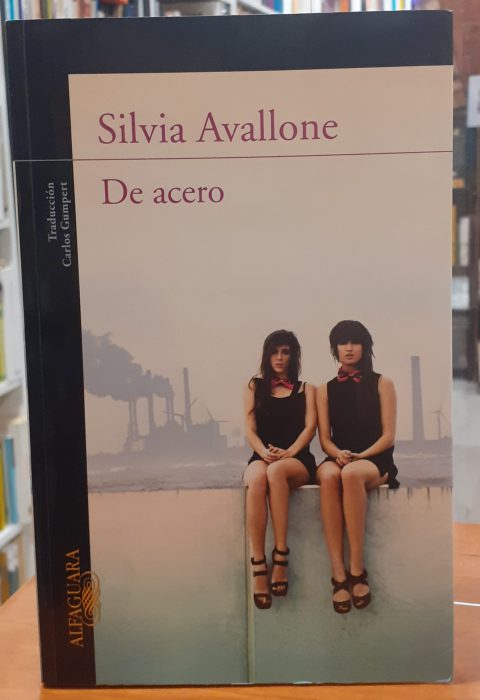 Silvia Avallone
De acero
Traducción
Carlos Gumpert
ALFAGUARA